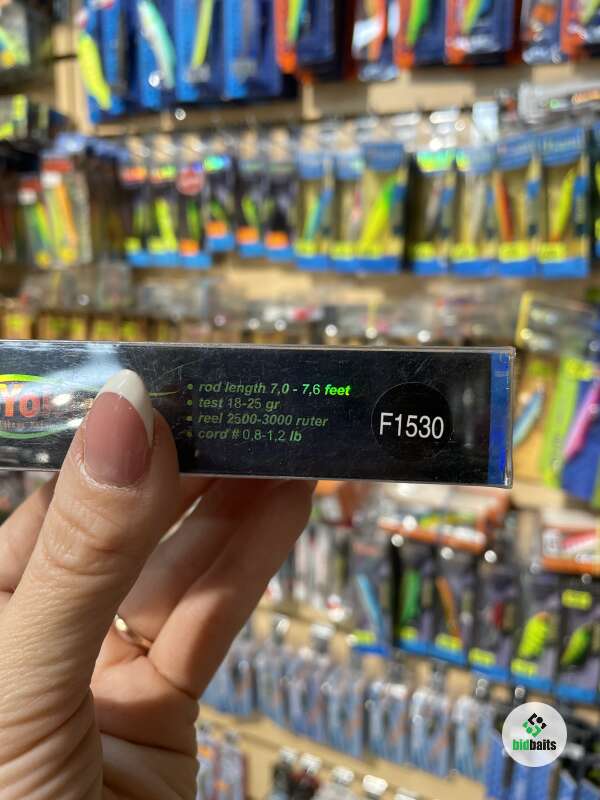 Yo
• rod length 7,0 - 7,6 feet
• test 18-25 gr
• reel 2500-3000 ruter
• cord # 0,8-1,2 lb
F1530
bidbaits